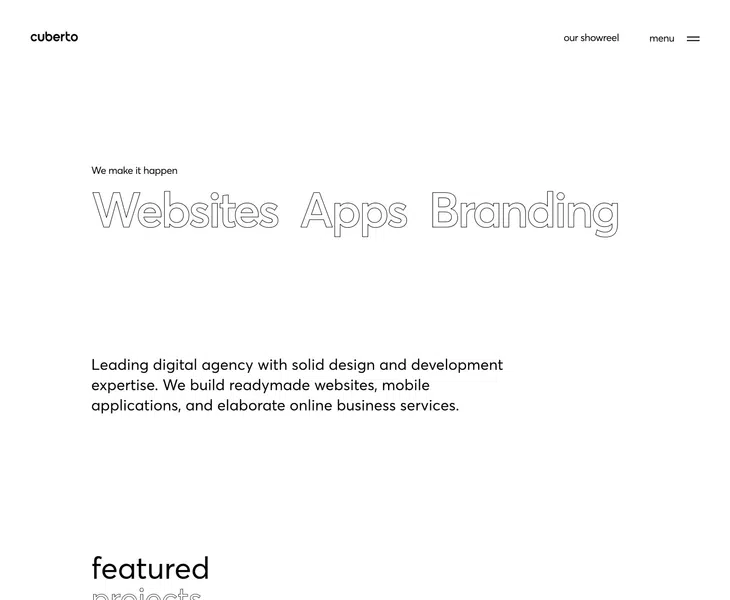 cuberto
our showreel
menu
We make it happen
Websites Apps Branding
Leading digital agency with solid design and development
expertise. We build readymade websites, mobile
applications, and elaborate online business services.
featured
projects